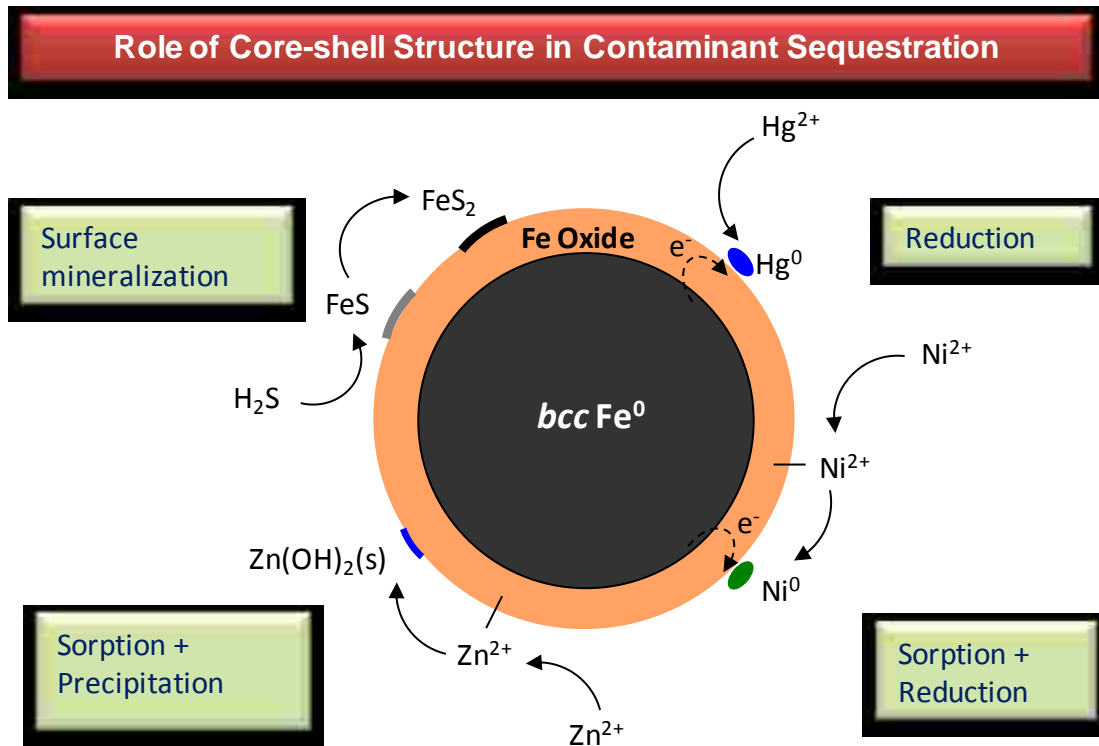 Role of Core-shell Structure in Contaminant Sequestration
Hg²⁺
Surface
mineralization
FeS₂
Fe Oxide
e⁻
Hg⁰
Reduction
FeS
H₂S
bcc Fe⁰
Ni²⁺
Ni²⁺
e⁻
Ni⁰
Zn(OH)₂(s)
Zn²⁺
Zn²⁺
Sorption +
Precipitation
Sorption +
Reduction